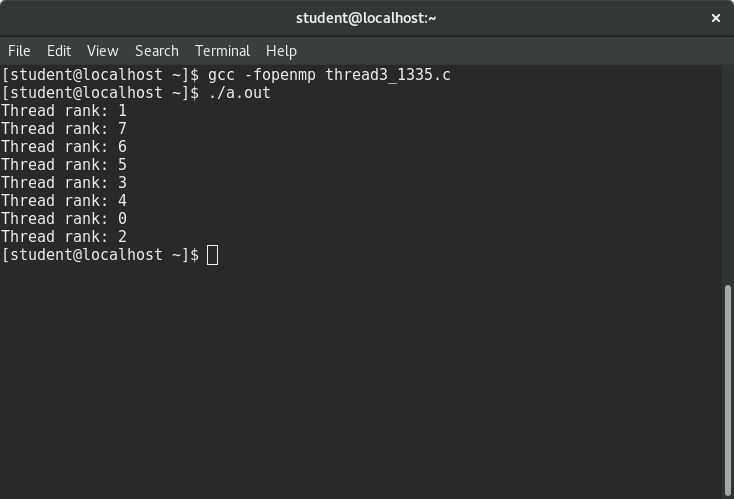 student@localhost:~
File Edit View Search Terminal Help
[student@localhost ~]$ gcc -fopenmp thread3_1335.c
[student@localhost ~]$ ./a.out
Thread rank: 1
Thread rank: 7
Thread rank: 6
Thread rank: 5
Thread rank: 3
Thread rank: 4
Thread rank: 0
Thread rank: 2
[student@localhost ~]$